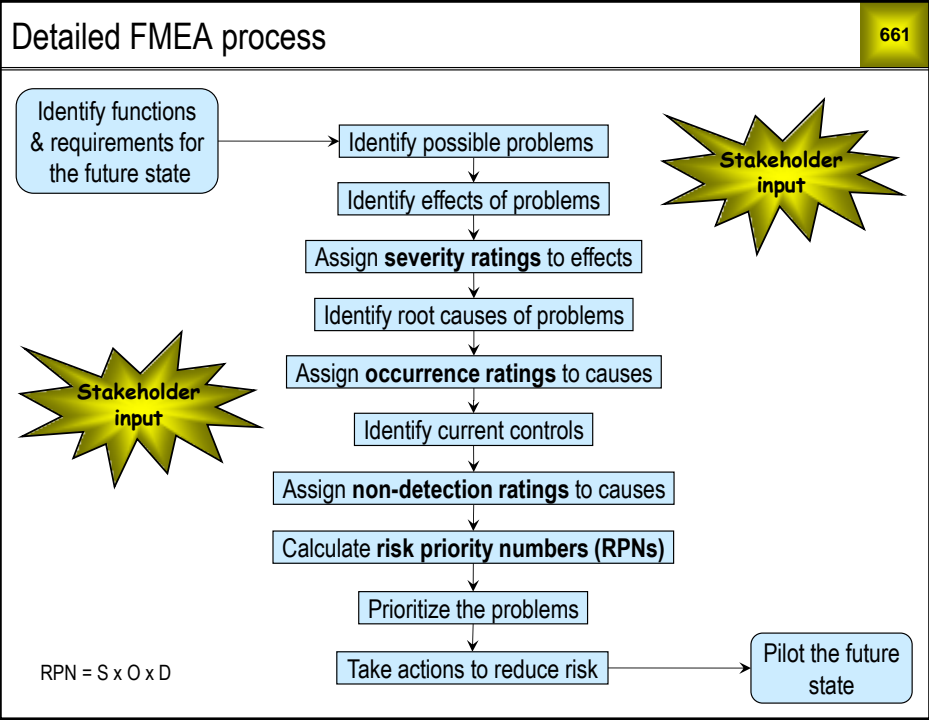 Detailed FMEA process
661
Identify functions
& requirements for
the future state
Identify possible problems
Stakeholder
input
Identify effects of problems
Assign severity ratings to effects
Identify root causes of problems
Stakeholder
input
Assign occurrence ratings to causes
Identify current controls
Assign non-detection ratings to causes
Calculate risk priority numbers (RPNs)
Prioritize the problems
Take actions to reduce risk
Pilot the future
state
RPN = S x O x D